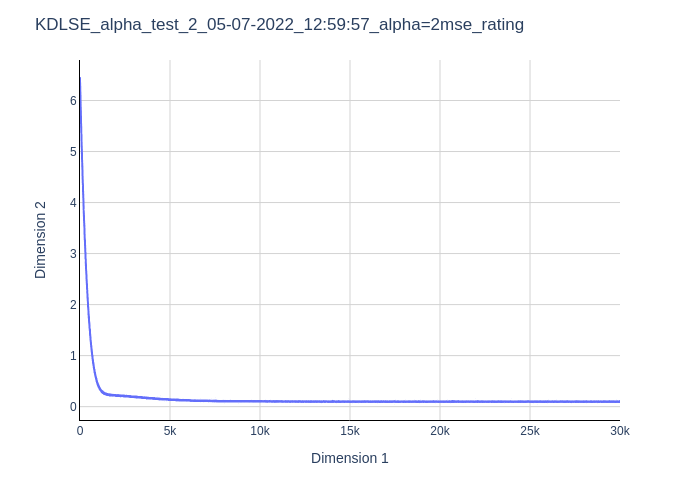 KDLSE_alpha_test_2_05-07-2022_12:59:57_alpha=2mse_rating
Dimension 2
6
5
4
3
2
1
0
0 5k 10k 15k 20k 25k 30k
Dimension 1